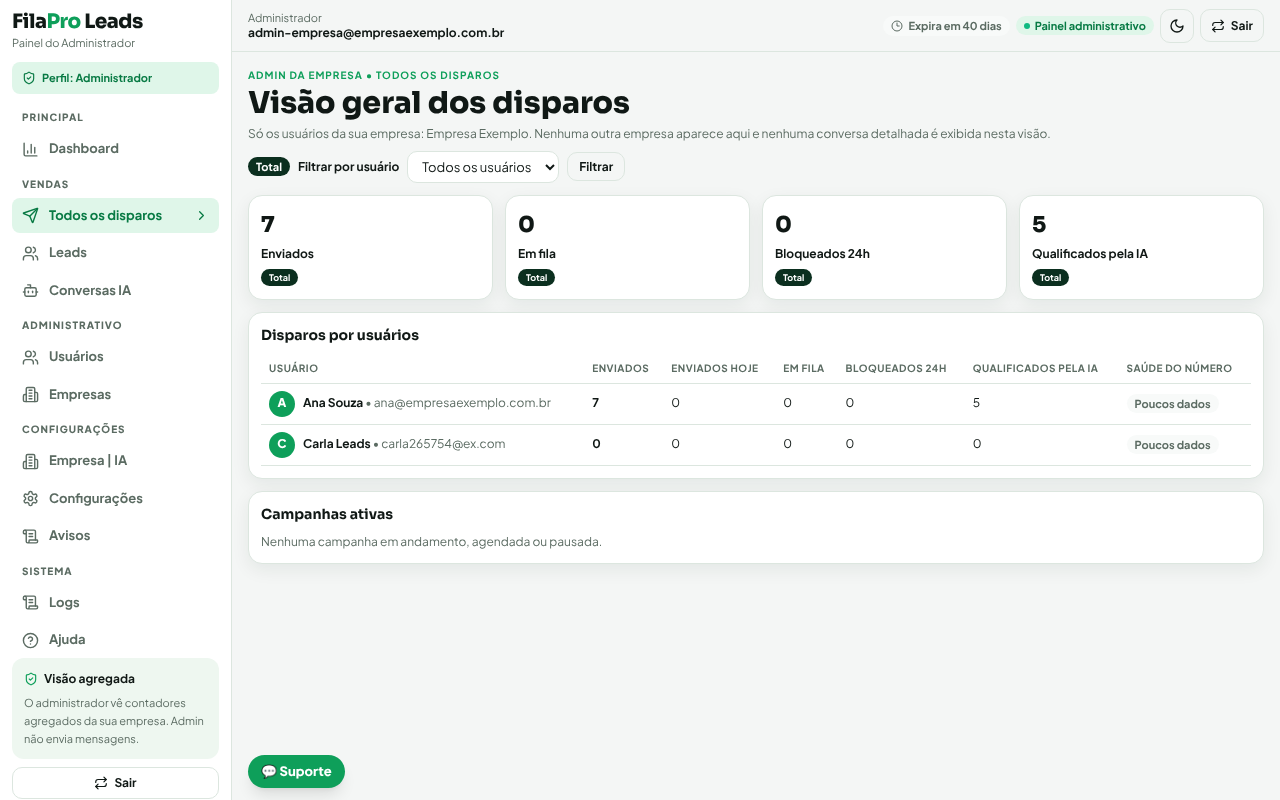 FilaPro Leads
Painel do Administrador
Perfil: Administrador
PRINCIPAL
Dashboard
VENDAS
Todos os disparos
Leads
Conversas IA
ADMINISTRATIVO
Usuários
Empresas
CONFIGURAÇÕES
Empresa | IA
Configurações
Avisos
SISTEMA
Logs
Ajuda
Visão agregada
O administrador vê contadores
agregados da sua empresa. Admin
não envia mensagens.
Sair
Administrador
admin-empresa@empresaexemplo.com.br
Expira em 40 dias
Painel administrativo
Sair
ADMIN DA EMPRESA • TODOS OS DISPAROS
Visão geral dos disparos
Só os usuários da sua empresa: Empresa Exemplo. Nenhuma outra empresa aparece aqui e nenhuma conversa detalhada é exibida nesta visão.
Total Filtrar por usuário Todos os usuários Filtrar
7
Enviados
Total
0
Em fila
Total
0
Bloqueados 24h
Total
5
Qualificados pela IA
Total
Disparos por usuários
USUÁRIO ENVIADOS ENVIADOS HOJE EM FILA BLOQUEADOS 24H QUALIFICADOS PELA IA SAÚDE DO NÚMERO
A Ana Souza • ana@empresaexemplo.com.br 7 0 0 0 5 Poucos dados
C Carla Leads • carla265754@ex.com 0 0 0 0 0 Poucos dados
Campanhas ativas
Nenhuma campanha em andamento, agendada ou pausada.
💬 Suporte